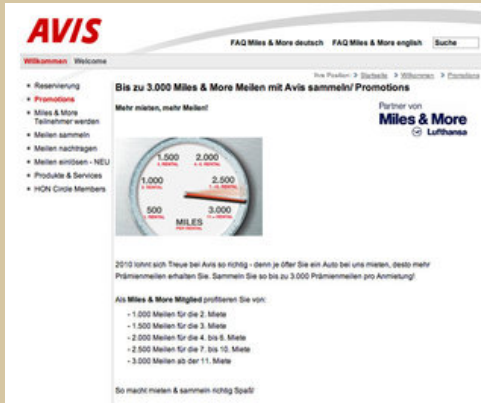 AVIS
FAQ Miles & More deutsch FAQ Miles & More english Suche
Willkommen Welcome
Ihre Position: > Startseite > Willkommen > Promotions
Reservierung
Promotions
Miles & More
Teilnehmer werden
Meilen sammeln
Meilen nachtragen
Meilen einlösen - NEU
Produkte & Services
HON Circle Members
Bis zu 3.000 Miles & More Meilen mit Avis sammeln/ Promotions
Mehr mieten, mehr Meilen!
Partner von
Miles & More
Lufthansa
500
1.000
1.500
2.000
2.500
3.000
MILES
PER RENTAL
2010 lohnt sich Treue bei Avis so richtig - denn je öfter Sie ein Auto bei uns mieten, desto mehr
Prämienmeilen erhalten Sie. Sammeln Sie so bis zu 3.000 Prämienmeilen pro Anmietung!
Als Miles & More Mitglied profitieren Sie von:
- 1.000 Meilen für die 2. Miete
- 1.500 Meilen für die 3. Miete
- 2.000 Meilen für die 4. bis 6. Miete
- 2.500 Meilen für die 7. bis 10. Miete
- 3.000 Meilen ab der 11. Miete
So macht mieten & sammeln richtig Spaß!